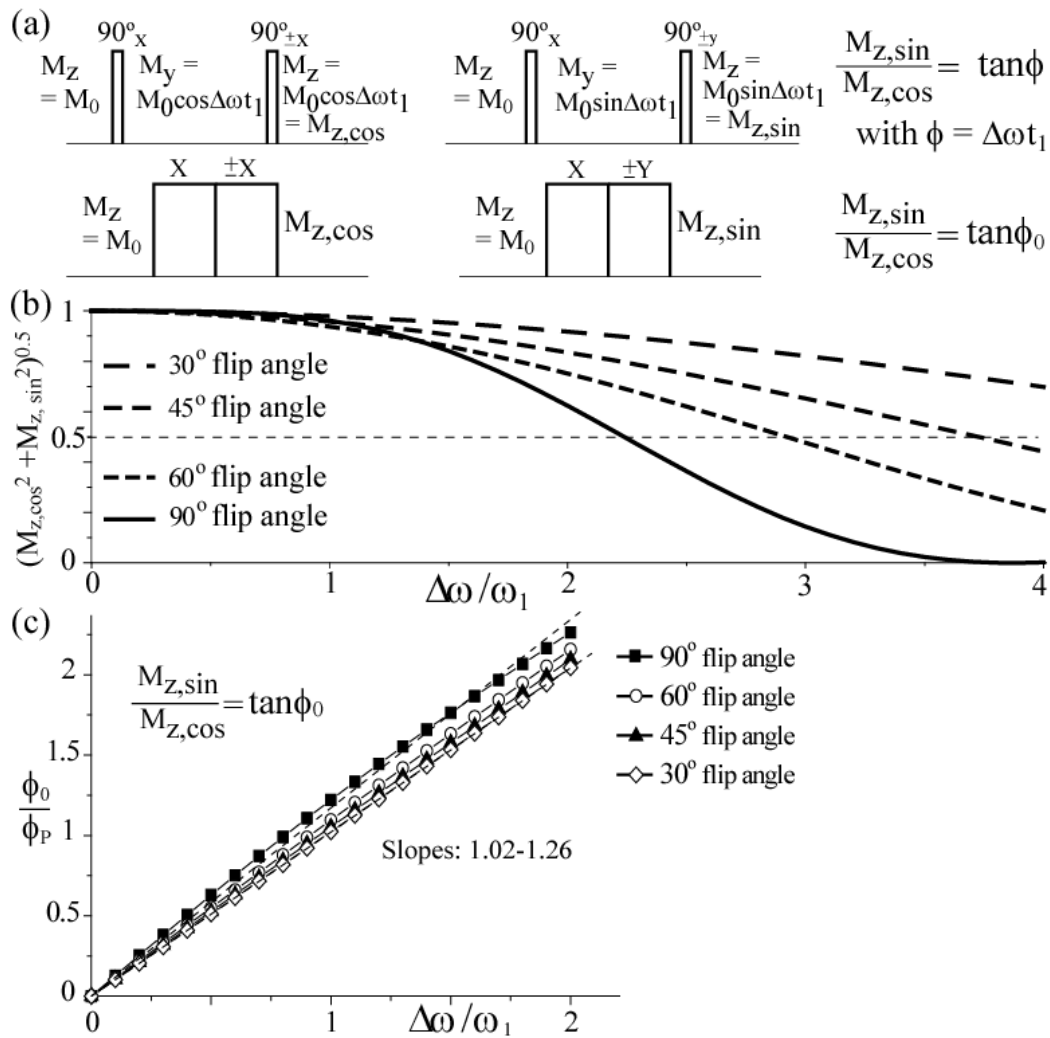 (a)
90°x 90°±x 90°x 90°±y
Mz = M0
My = M0cosΔωt1
Mz = M0cosΔωt1 = Mz,cos
Mz = M0
My = M0sinΔωt1
Mz = M0sinΔωt1 = Mz,sin
Mz,sin / Mz,cos = tanϕ
with ϕ = Δωt1
X ±X
Mz = M0
Mz,cos
X ±Y
Mz = M0
Mz,sin
Mz,sin / Mz,cos = tanϕ0
(b)
(Mz,cos² + Mz, sin²)^0.5
1
0.5
0
30° flip angle
45° flip angle
60° flip angle
90° flip angle
0 1 2 3 4
Δω/ω1
(c)
Mz,sin / Mz,cos = tanϕ0
ϕ0 / ϕP
2
1.5
1
0.5
0
Slopes: 1.02-1.26
90° flip angle
60° flip angle
45° flip angle
30° flip angle
0 1 2
Δω/ω1